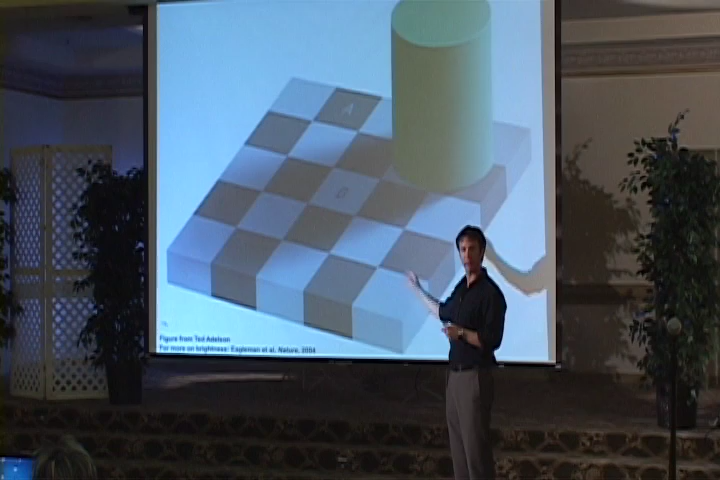 A
B
Figure from Ted Adelson
For more on brightness: Eagleman et al, Nature, 2004